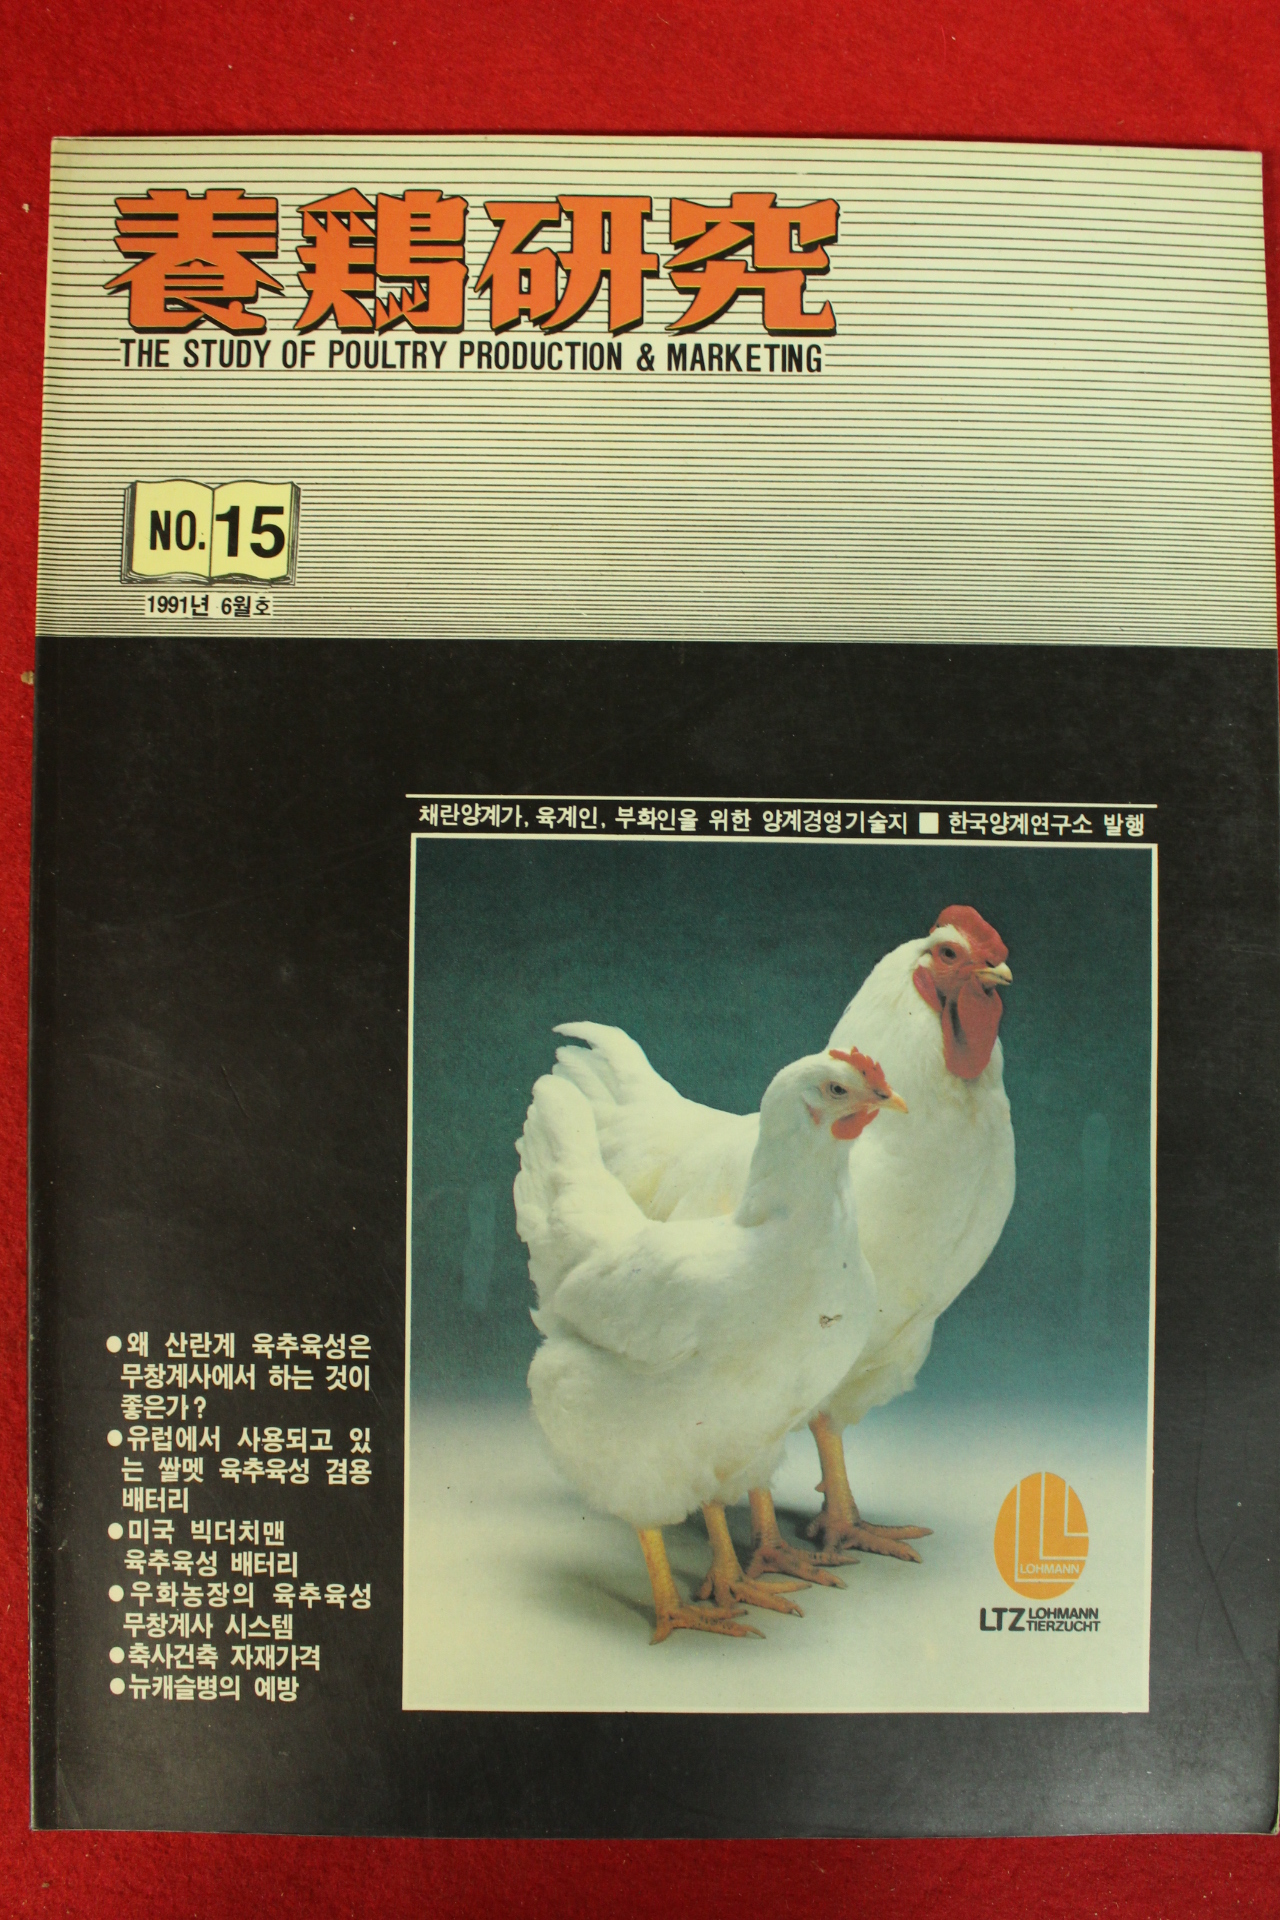 養鶏研究
THE STUDY OF POULTRY PRODUCTION & MARKETING
NO.15
1991년 6월호
채란양계가, 육계인, 부화인을 위한 양계경영기술지 ■ 한국양계연구소 발행
●왜 산란계 육추육성은
무창계사에서 하는 것이
좋은가?
●유럽에서 사용되고 있
는 쌀멧 육추육성 겸용
배터리
●미국 빅더치맨
육추육성 배터리
●우화농장의 육추육성
무창계사 시스템
●축사건축 자재가격
●뉴캐슬병의 예방
LOHMANN
LTZ LOHMANN
TIERZUCHT